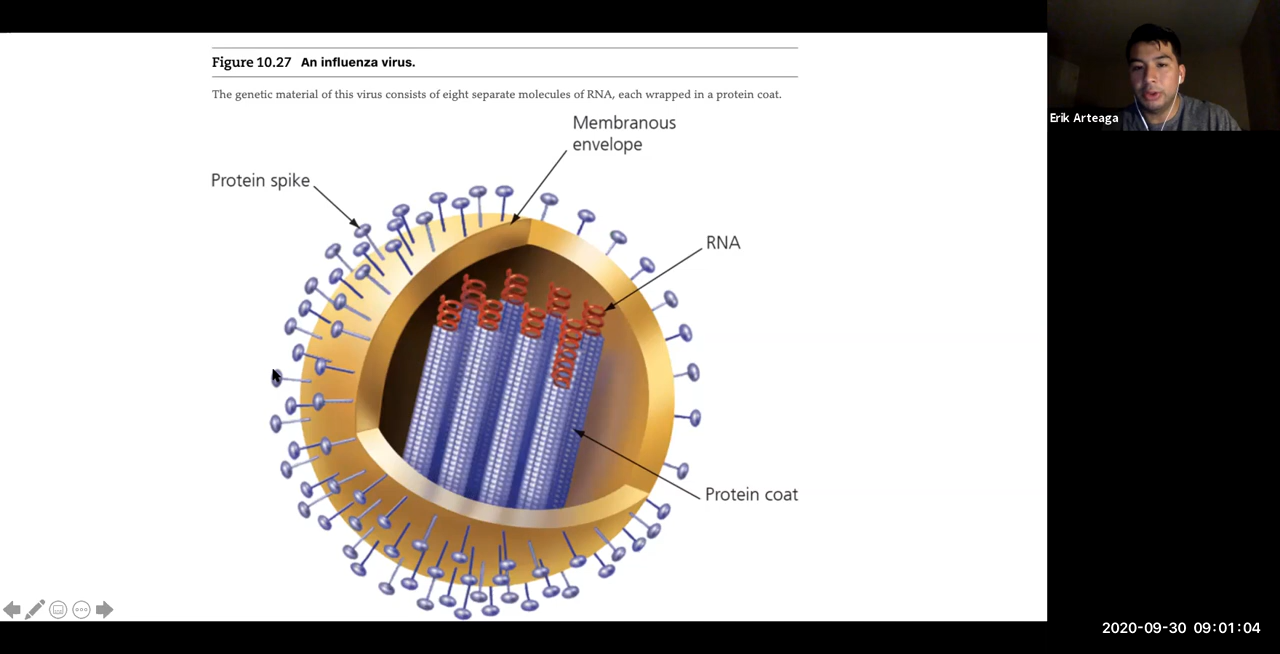 Figure 10.27 An influenza virus.
The genetic material of this virus consists of eight separate molecules of RNA, each wrapped in a protein coat.
Membranous
envelope
Protein spike
RNA
Protein coat
Erik Arteaga
2020-09-30 09:01:04